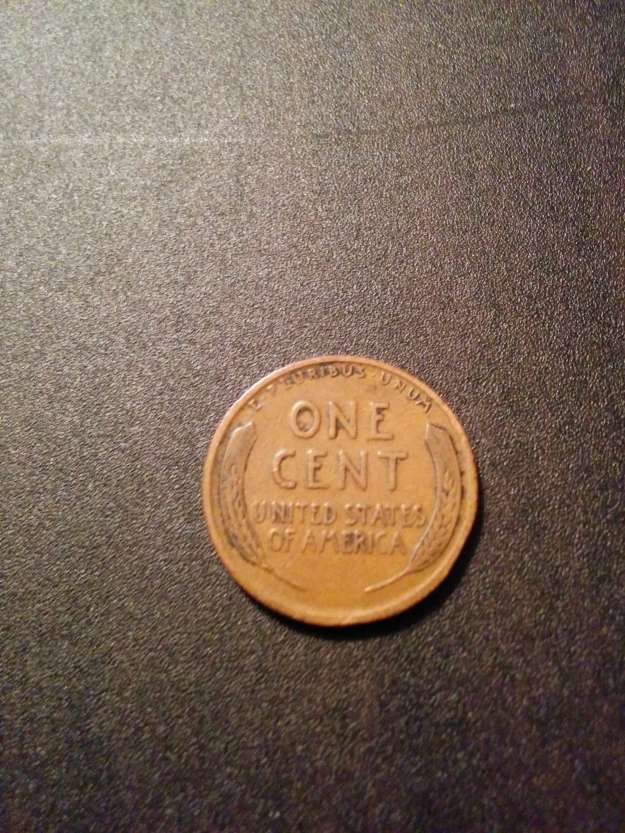 E PLURIBUS · UNUM
ONE
CENT
UNITED STATES
OF AMERICA